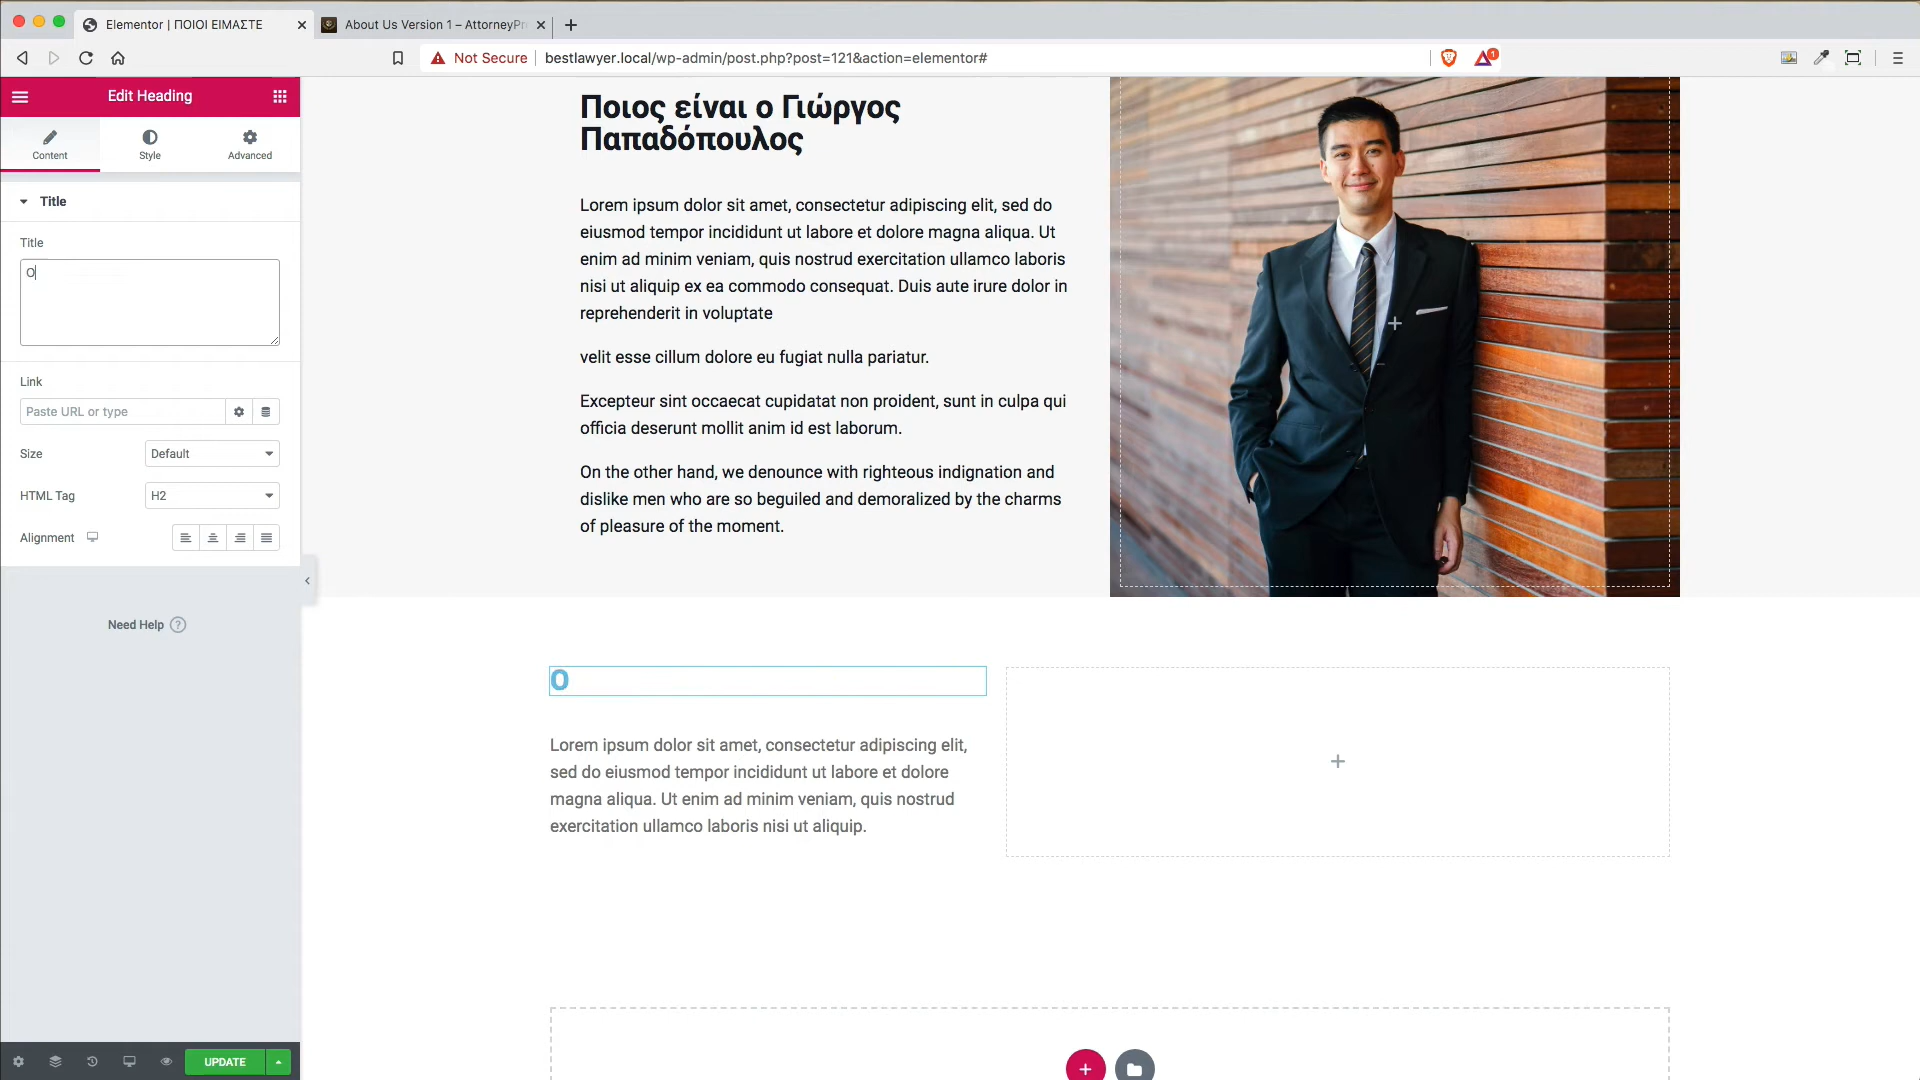 Elementor | ΠΟΙΟΙ ΕΙΜΑΣΤΕ
About Us Version 1 – AttorneyPr
Not Secure
bestlawyer.local/wp-admin/post.php?post=121&action=elementor#
1
Edit Heading
Content
Style
Advanced
Title
Title
Ο
Link
Paste URL or type
Size
Default
HTML Tag
H2
Alignment
Need Help
?
UPDATE
Ποιος είναι ο Γιώργος
Παπαδόπουλος
Lorem ipsum dolor sit amet, consectetur adipiscing elit, sed do
eiusmod tempor incididunt ut labore et dolore magna aliqua. Ut
enim ad minim veniam, quis nostrud exercitation ullamco laboris
nisi ut aliquip ex ea commodo consequat. Duis aute irure dolor in
reprehenderit in voluptate
velit esse cillum dolore eu fugiat nulla pariatur.
Excepteur sint occaecat cupidatat non proident, sunt in culpa qui
officia deserunt mollit anim id est laborum.
On the other hand, we denounce with righteous indignation and
dislike men who are so beguiled and demoralized by the charms
of pleasure of the moment.
Ο
Lorem ipsum dolor sit amet, consectetur adipiscing elit,
sed do eiusmod tempor incididunt ut labore et dolore
magna aliqua. Ut enim ad minim veniam, quis nostrud
exercitation ullamco laboris nisi ut aliquip.